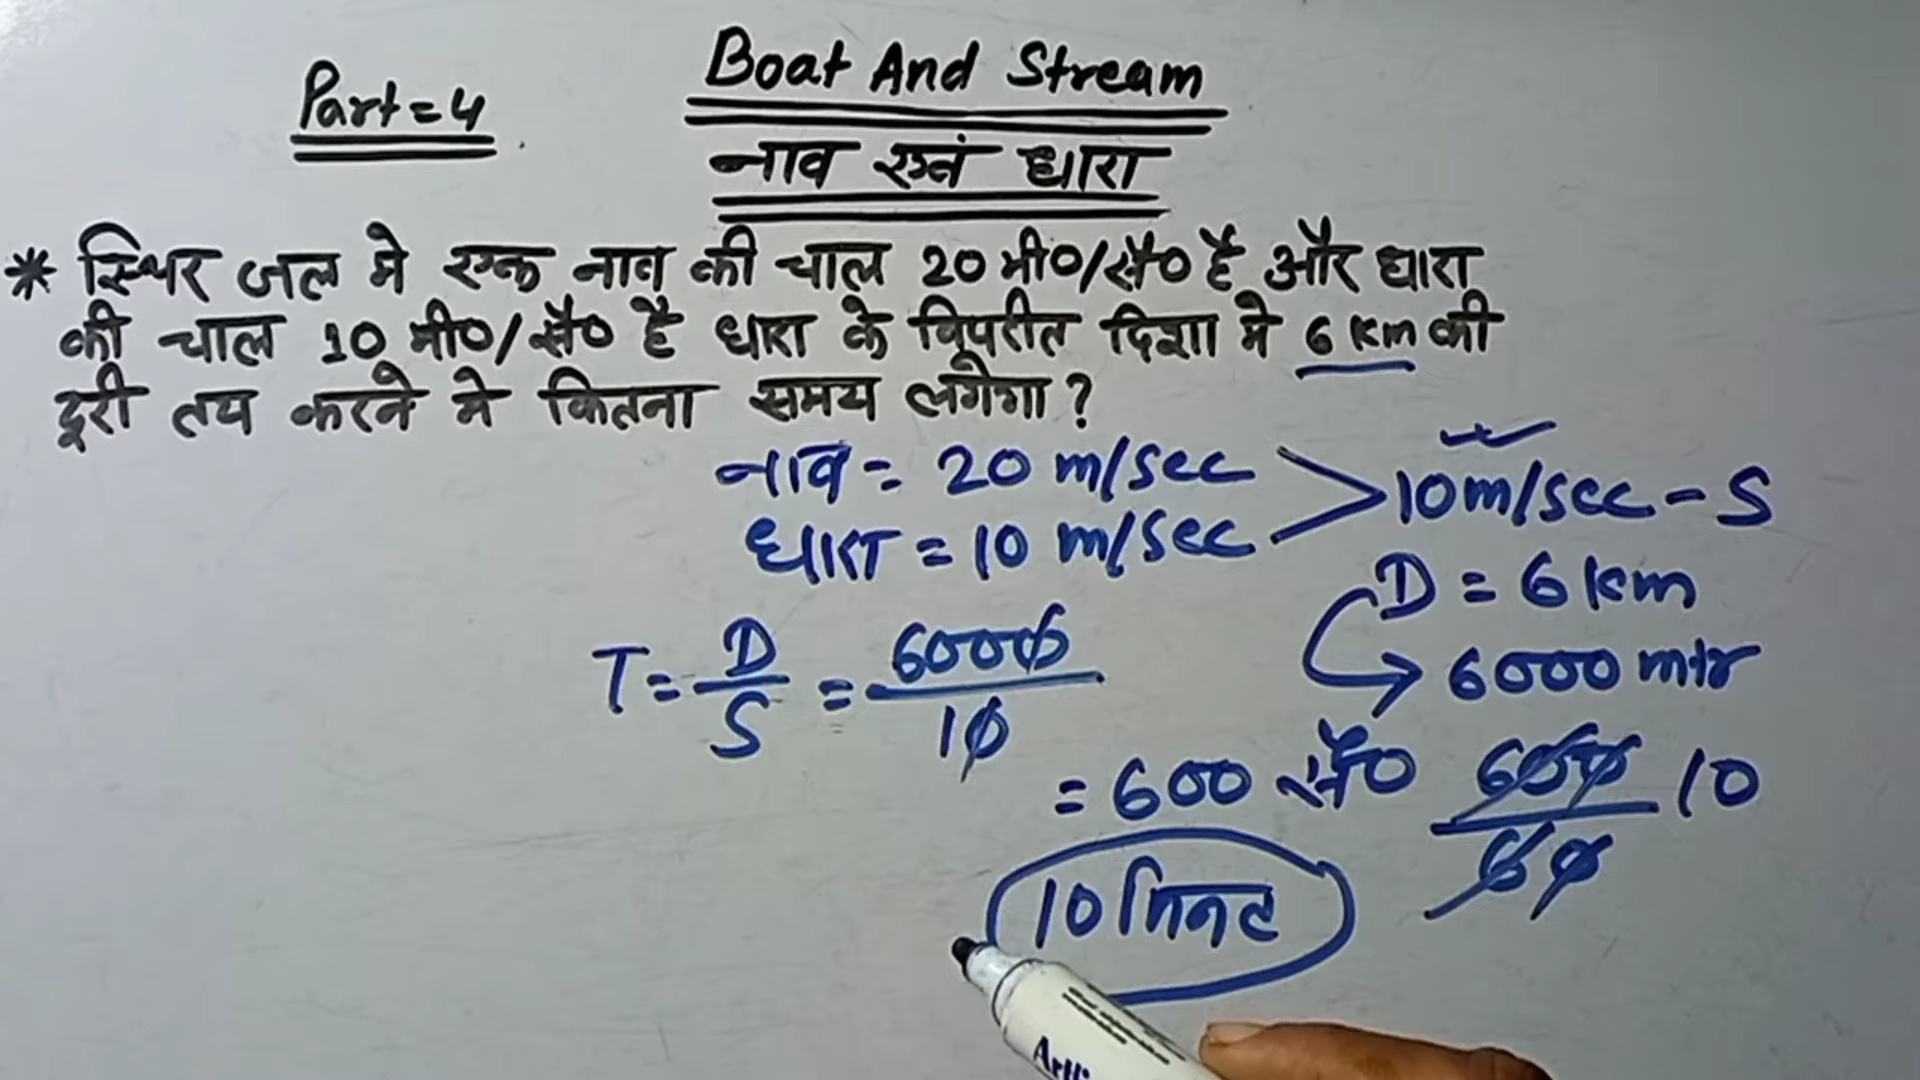 Part=4
Boat And Stream
नाव एवं धारा
* स्थिर जल मे एक नाव की चाल 20 मी०/सै० है और धारा
की चाल 10 मी०/सै० है धारा के विपरीत दिशा मे 6 km की
दूरी तय करने मे कितना समय लगेगा?
नाव = 20 m/sec
धारा = 10 m/sec
10m/sec - S
D = 6 km
6000 mtr
T = D/S = 6000/10
= 600 सै० 600/60 10
10 मिनट